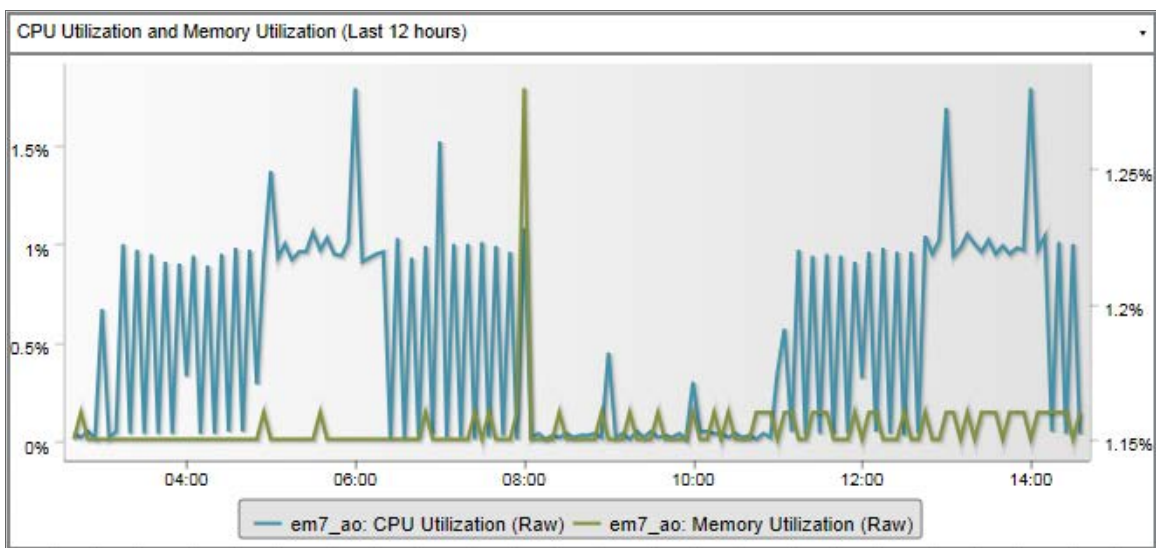 CPU Utilization and Memory Utilization (Last 12 hours)
1.5%
1%
0.5%
0%
1.25%
1.2%
1.15%
04:00 06:00 08:00 10:00 12:00 14:00
em7_ao: CPU Utilization (Raw) em7_ao: Memory Utilization (Raw)